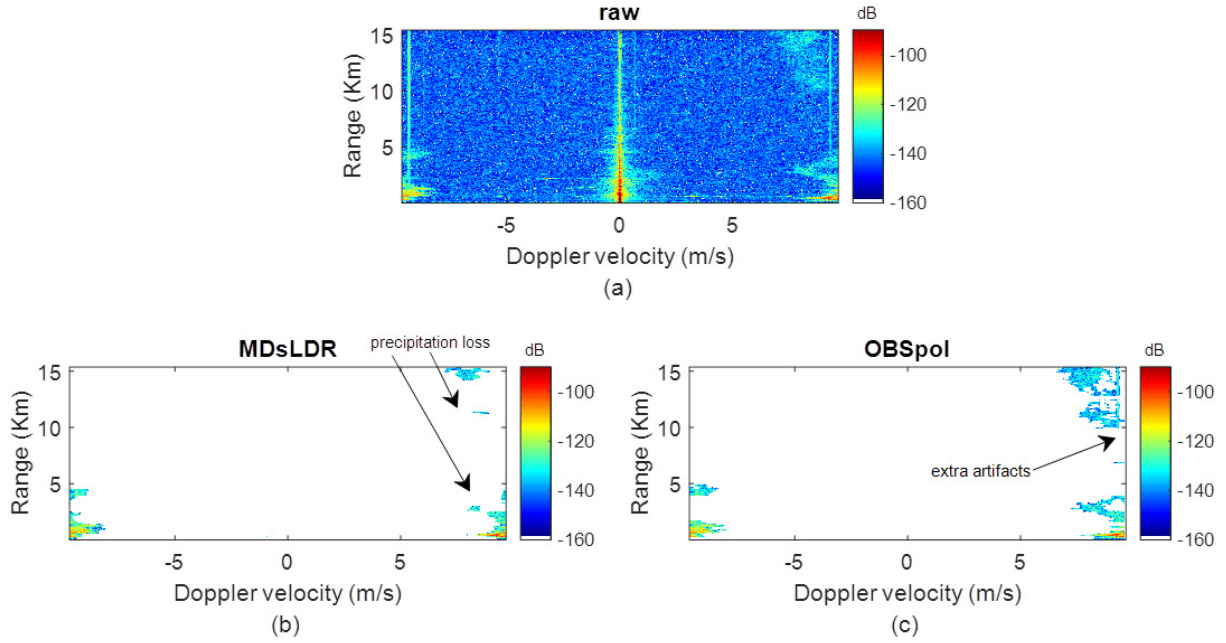 raw
dB
15
10
5
Range (Km)
-100
-120
-140
-160
-5
0
5
Doppler velocity (m/s)
(a)
MDsLDR
precipitation loss
dB
15
10
5
Range (Km)
-100
-120
-140
-160
-5
0
5
Doppler velocity (m/s)
(b)
OBSpol
dB
15
10
5
Range (Km)
extra artifacts
-100
-120
-140
-160
-5
0
5
Doppler velocity (m/s)
(c)